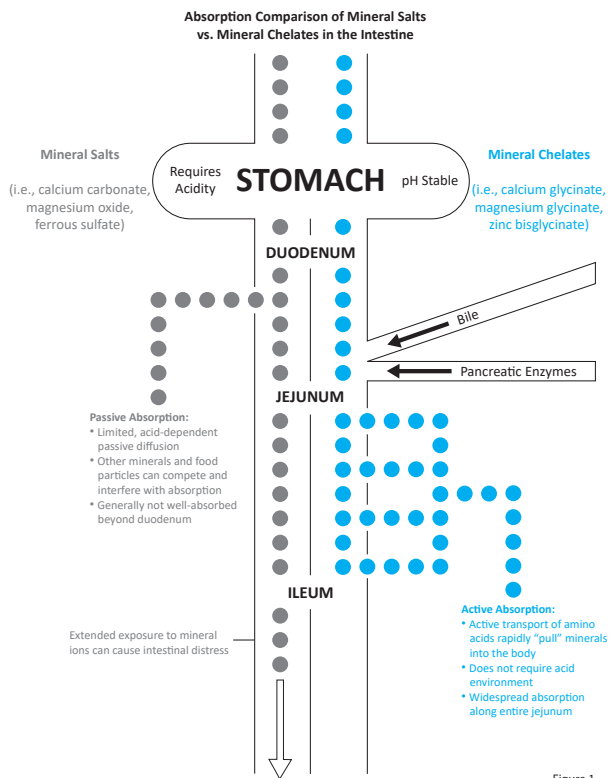 Absorption Comparison of Mineral Salts
vs. Mineral Chelates in the Intestine
Mineral Salts
(i.e., calcium carbonate,
magnesium oxide,
ferrous sulfate)
Requires
Acidity
STOMACH
pH Stable
Mineral Chelates
(i.e., calcium glycinate,
magnesium glycinate,
zinc bisglycinate)
DUODENUM
Bile
Pancreatic Enzymes
JEJUNUM
Passive Absorption:
• Limited, acid-dependent
passive diffusion
• Other minerals and food
particles can compete and
interfere with absorption
• Generally not well-absorbed
beyond duodenum
ILEUM
Extended exposure to mineral
ions can cause intestinal distress
Active Absorption:
• Active transport of amino
acids rapidly “pull” minerals
into the body
• Does not require acid
environment
• Widespread absorption
along entire jejunum
Figure 1